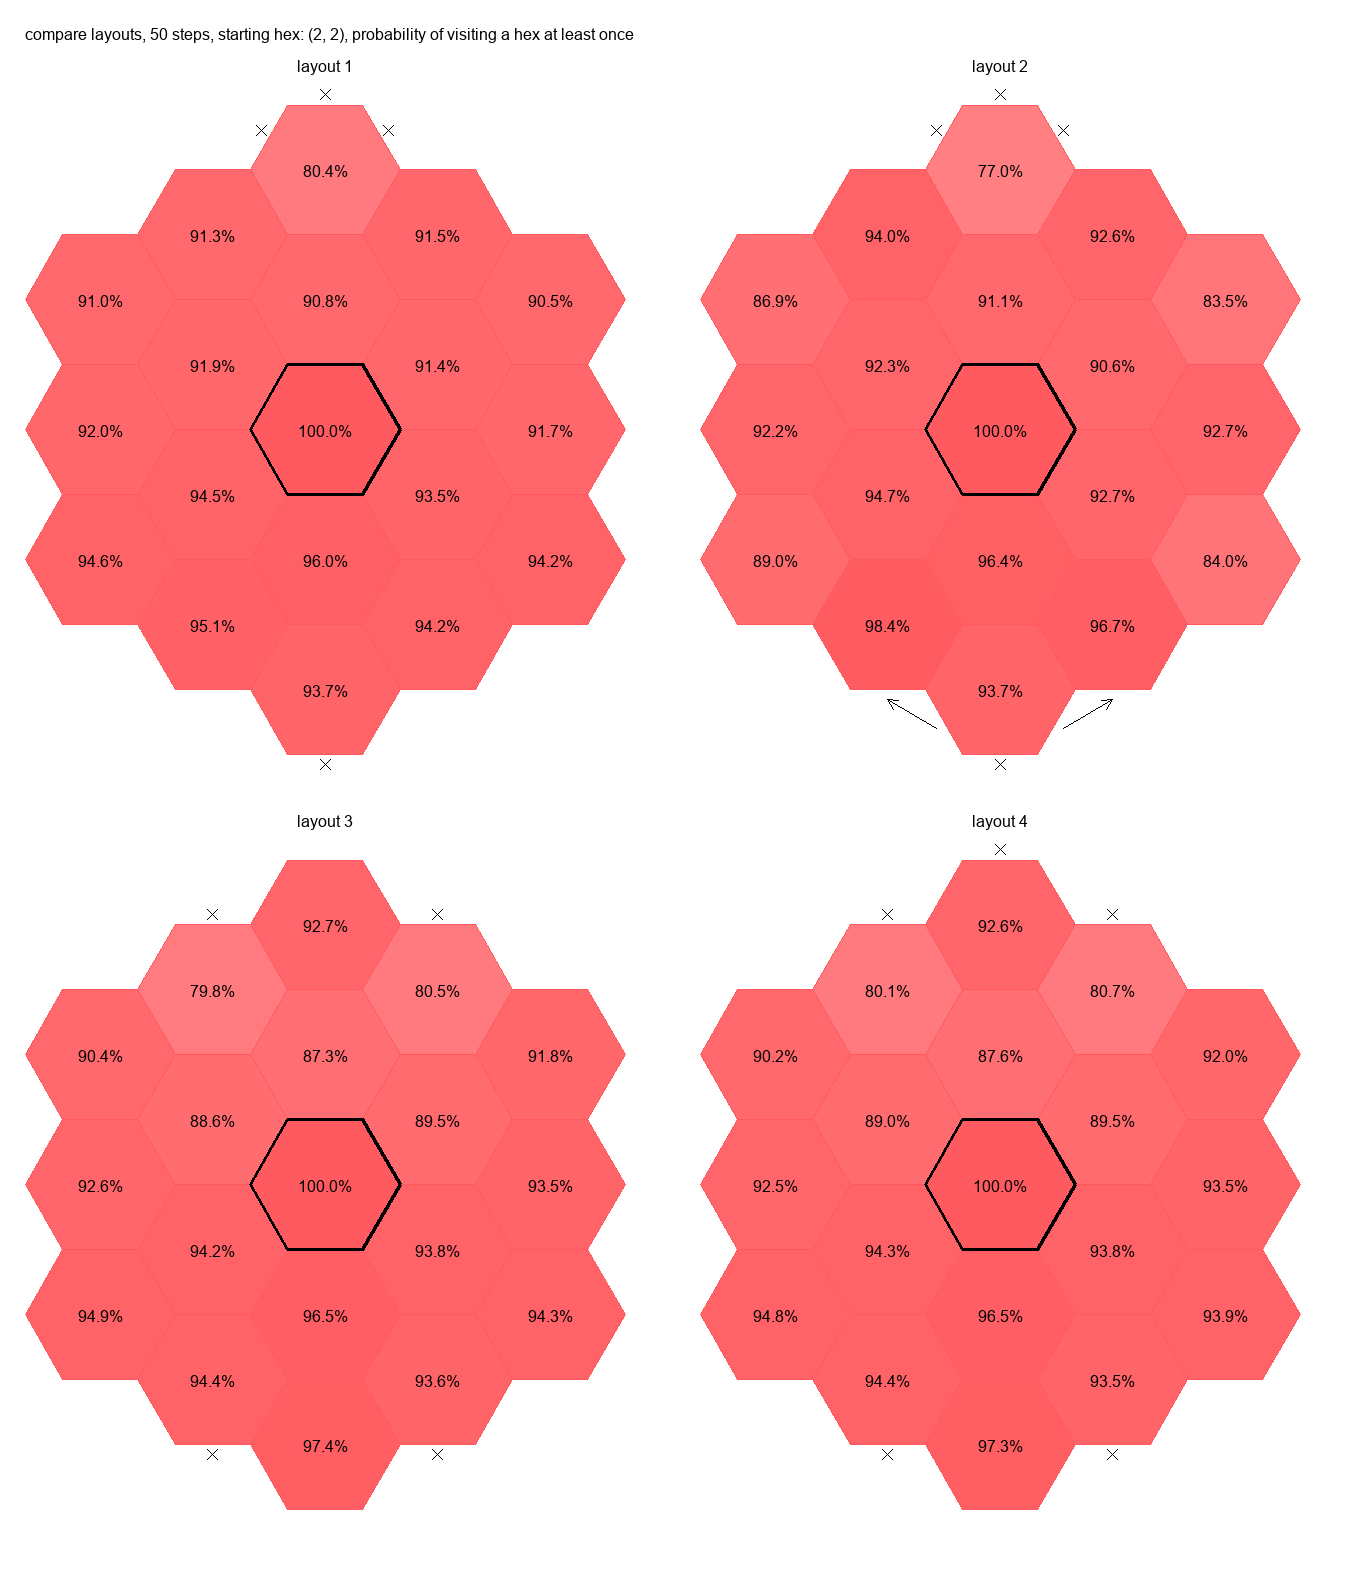 compare layouts, 50 steps, starting hex: (2, 2), probability of visiting a hex at least once
layout 1
80.4%
91.3% 91.5%
91.0% 90.8% 90.5%
91.9% 91.4%
92.0% 100.0% 91.7%
94.5% 93.5%
94.6% 96.0% 94.2%
95.1% 94.2%
93.7%
layout 2
77.0%
94.0% 92.6%
86.9% 91.1% 83.5%
92.3% 90.6%
92.2% 100.0% 92.7%
94.7% 92.7%
89.0% 96.4% 84.0%
98.4% 96.7%
93.7%
layout 3
92.7%
79.8% 80.5%
90.4% 87.3% 91.8%
88.6% 89.5%
92.6% 100.0% 93.5%
94.2% 93.8%
94.9% 96.5% 94.3%
94.4% 93.6%
97.4%
layout 4
92.6%
80.1% 80.7%
90.2% 87.6% 92.0%
89.0% 89.5%
92.5% 100.0% 93.5%
94.3% 93.8%
94.8% 96.5% 93.9%
94.4% 93.5%
97.3%